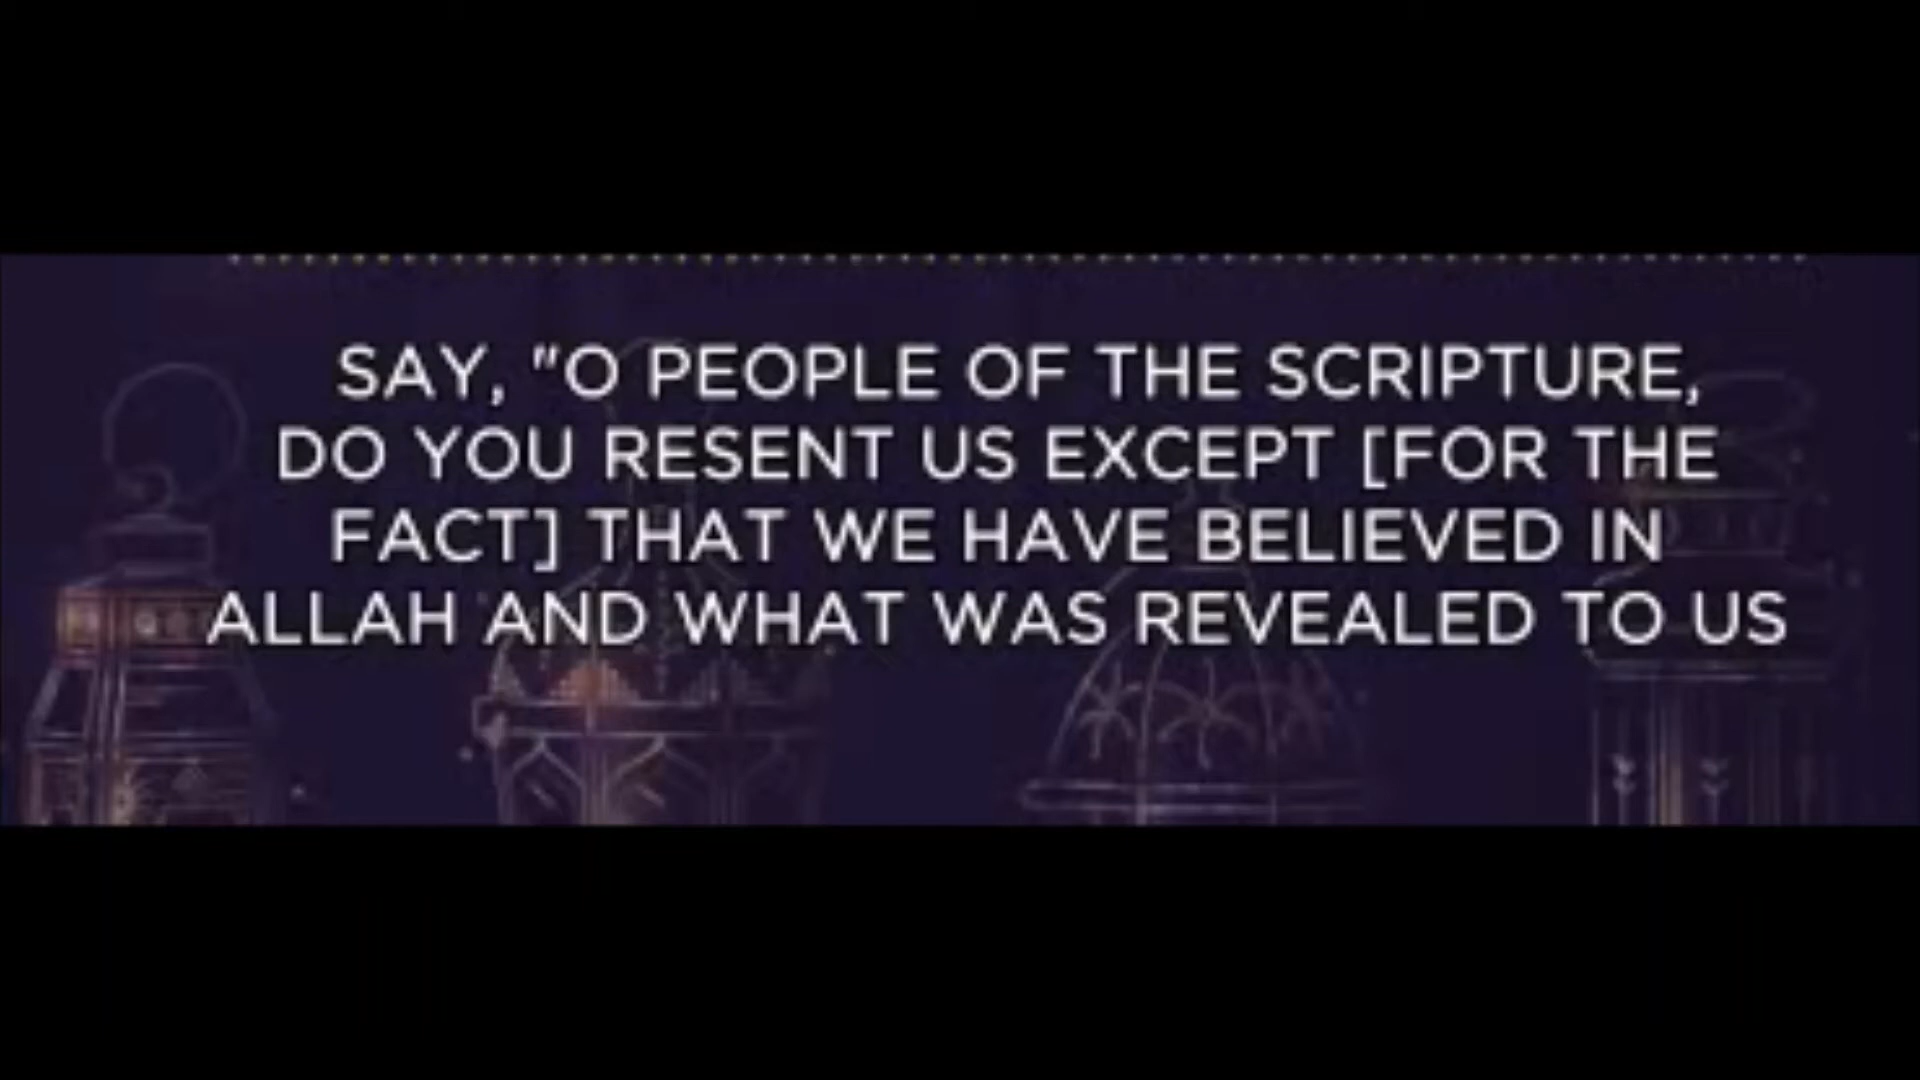 SAY, "O PEOPLE OF THE SCRIPTURE,
DO YOU RESENT US EXCEPT [FOR THE
FACT] THAT WE HAVE BELIEVED IN
ALLAH AND WHAT WAS REVEALED TO US